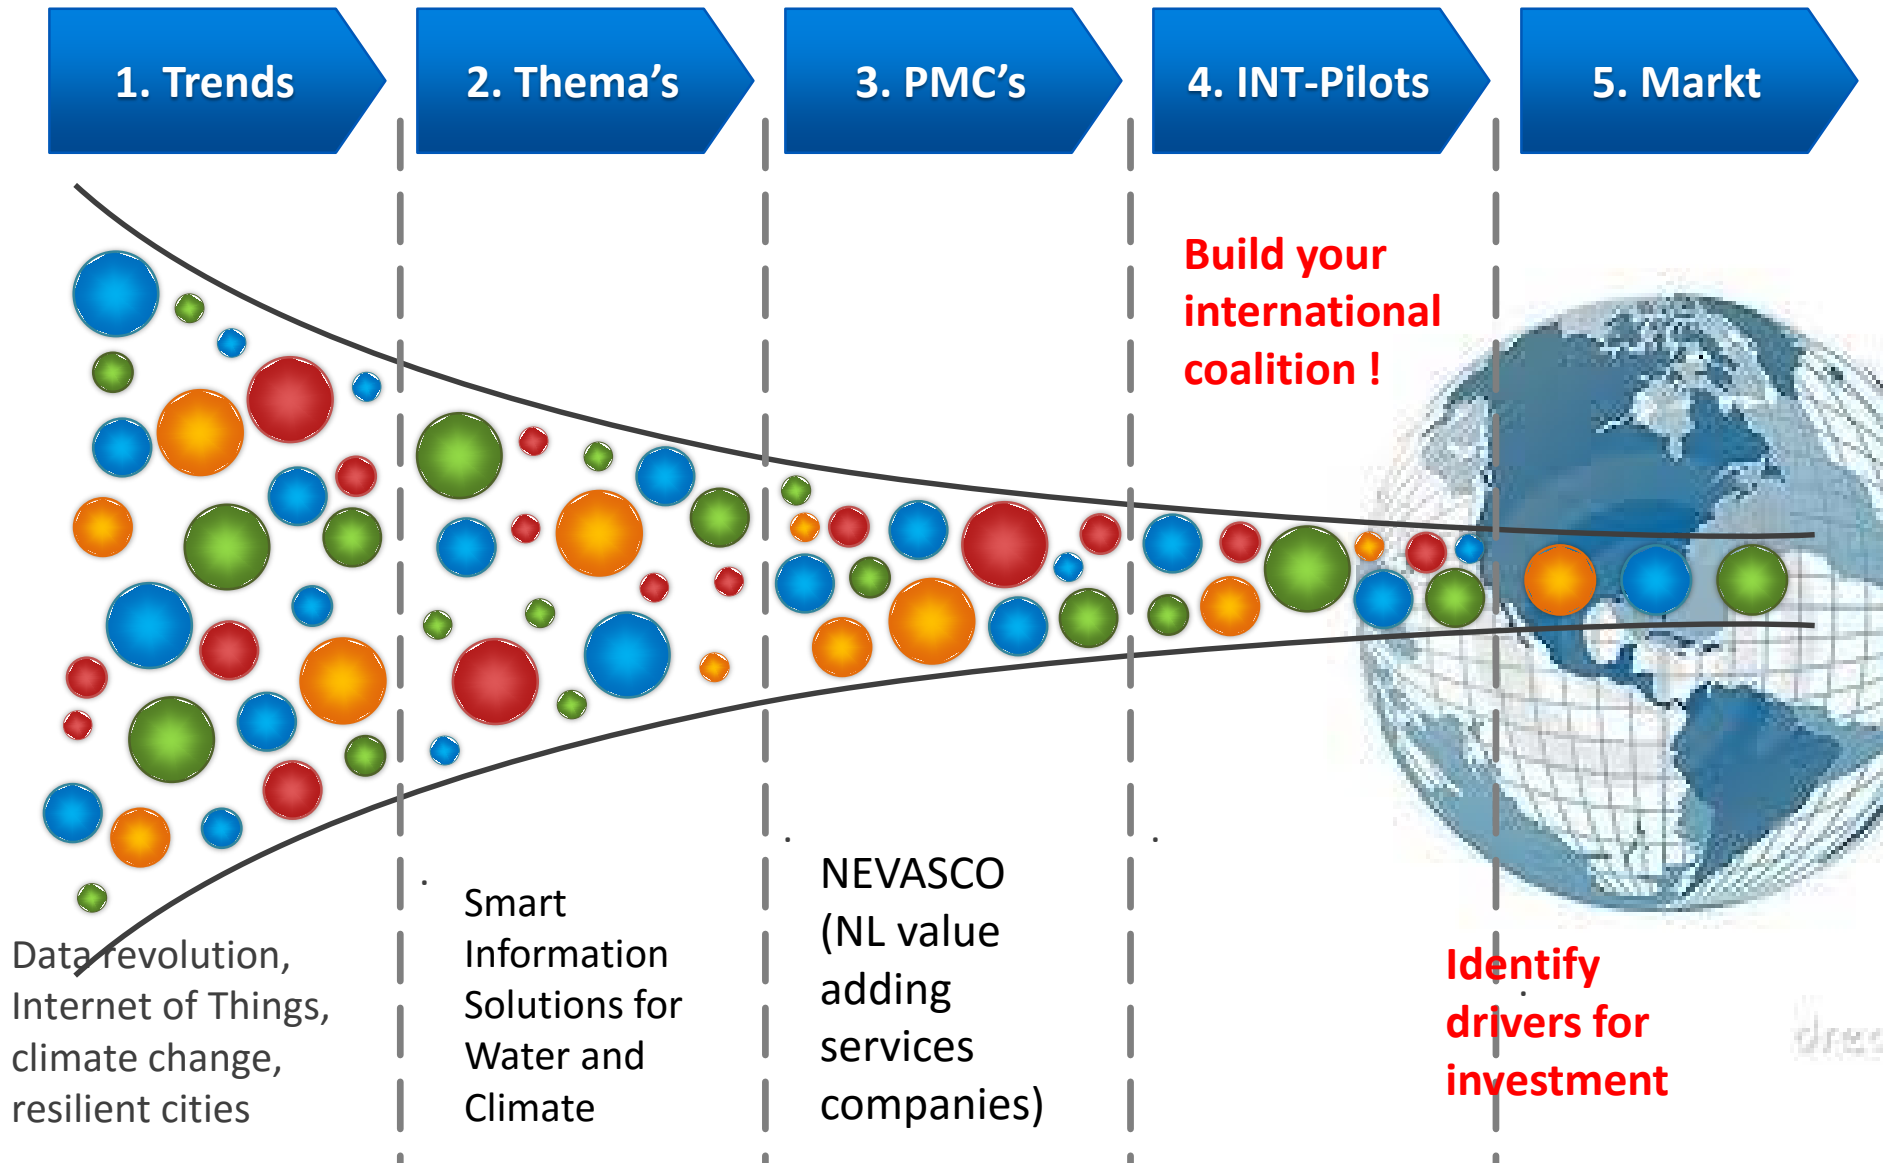 1. Trends
2. Thema’s
3. PMC’s
4. INT-Pilots
5. Markt
Build your
international
coalition !
Data revolution,
Internet of Things,
climate change,
resilient cities
Smart
Information
Solutions for
Water and
Climate
NEVASCO
(NL value
adding
services
companies)
Identify
drivers for
investment